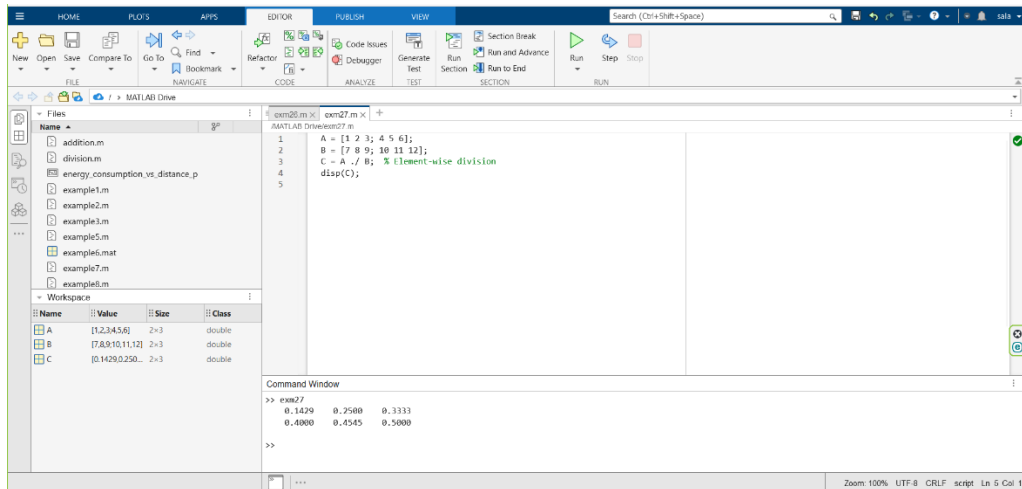 HOME PLOTS APPS EDITOR PUBLISH VIEW Search (Ctrl+Shift+Space) sala
New Open Save Compare To Go To Find Bookmark Refactor Code Issues Debugger Generate Test Run Section Section Break Run and Advance Run to End Run Step Stop
FILE NAVIGATE CODE ANALYZE TEST SECTION RUN
/ > MATLAB Drive
Files
Name
addition.m
division.m
energy_consumption_vs_distance_p
example1.m
example2.m
example3.m
example5.m
example6.mat
example7.m
example8.m
Workspace
Name Value Size Class
A [1,2,3;4,5,6] 2×3 double
B [7,8,9;10,11,12] 2×3 double
C [0.1429,0.250... 2×3 double
exm26.m × exm27.m × +
/MATLAB Drive/exm27.m
1 A = [1 2 3; 4 5 6];
2 B = [7 8 9; 10 11 12];
3 C = A ./ B; % Element-wise division
4 disp(C);
5
Command Window
>> exm27
0.1429 0.2500 0.3333
0.4000 0.4545 0.5000
>>
Zoom: 100% UTF-8 CRLF script Ln 5 Col 1